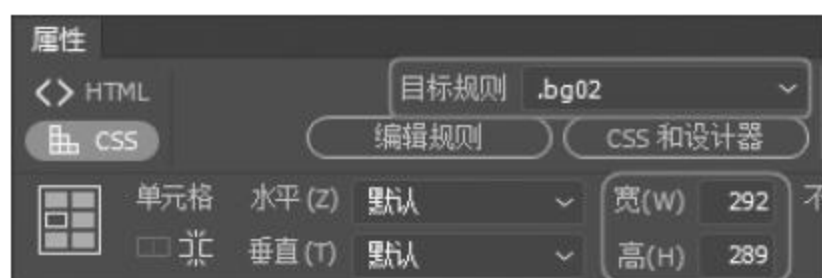 属性
<> HTML 目标规则 .bg02
CSS 编辑规则 CSS 和设计器
单元格 水平(Z) 默认 宽(W) 292 不
垂直(T) 默认 高(H) 289